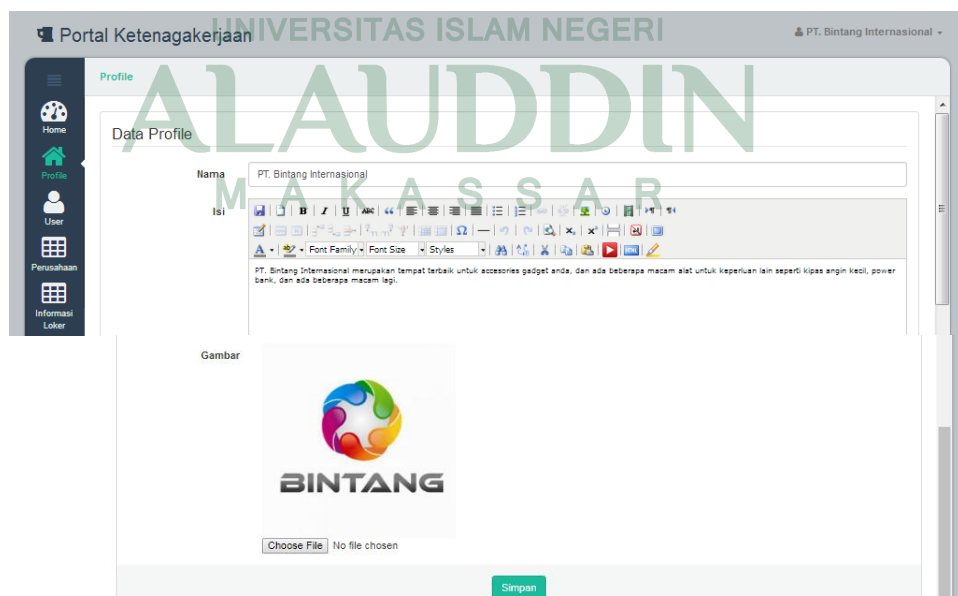 UNIVERSITAS ISLAM NEGERI
Portal Ketenagakerjaan
PT. Bintang Internasional
ALAUDDIN
MAKASSAR
Profile
Home
Profile
User
Perusahaan
Informasi
Loker
Data Profile
Nama PT. Bintang Internasional
Isi
B I U ABC
Font Family Font Size Styles
HTML
PT. Bintang Internasional merupakan tempat terbaik untuk accesories gadget anda, dan ada beberapa macam alat untuk keperluan lain seperti kipas angin kecil, power
bank, dan ada beberapa macam lagi.
Gambar
BINTANG
Choose File No file chosen
Simpan